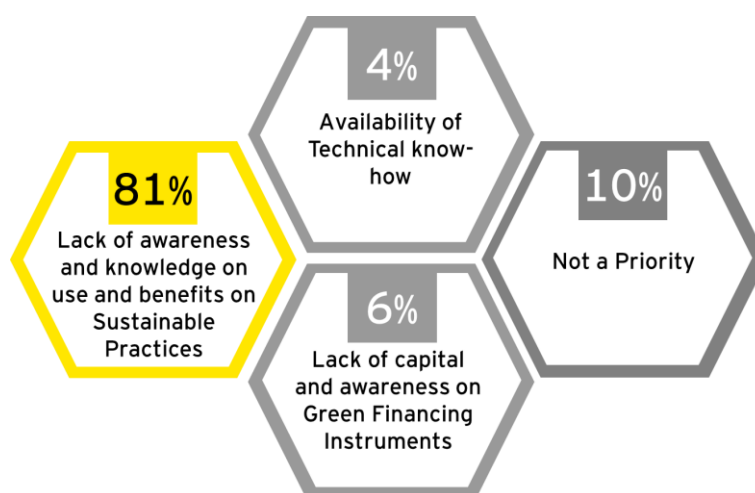 4%
Availability of
Technical know-
how
81%
Lack of awareness
and knowledge on
use and benefits on
Sustainable
Practices
10%
Not a Priority
6%
Lack of capital
and awareness on
Green Financing
Instruments